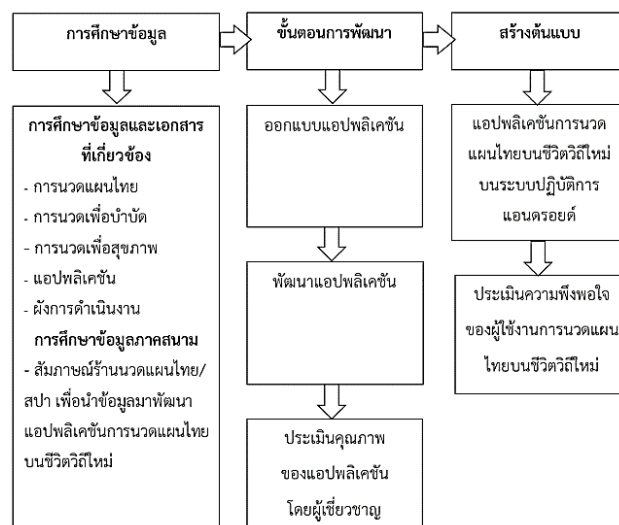 การศึกษาข้อมูล
ขั้นตอนการพัฒนา
สร้างต้นแบบ
การศึกษาข้อมูลและเอกสาร
ที่เกี่ยวข้อง
- การนวดแผนไทย
- การนวดเพื่อบำบัด
- การนวดเพื่อสุขภาพ
- แอปพลิเคชัน
- ผังการดำเนินงาน
การศึกษาข้อมูลภาคสนาม
- สัมภาษณ์ร้านนวดแผนไทย/
สปา เพื่อนำข้อมูลมาพัฒนา
แอปพลิเคชันการนวดแผนไทย
บนชีวิตวิถีใหม่
ออกแบบแอปพลิเคชัน
พัฒนาแอปพลิเคชัน
ประเมินคุณภาพ
ของแอปพลิเคชัน
โดยผู้เชี่ยวชาญ
แอปพลิเคชันการนวด
แผนไทยบนชีวิตวิถีใหม่
บนระบบปฏิบัติการ
แอนดรอยด์
ประเมินความพึงพอใจ
ของผู้ใช้งานการนวดแผน
ไทยบนชีวิตวิถีใหม่